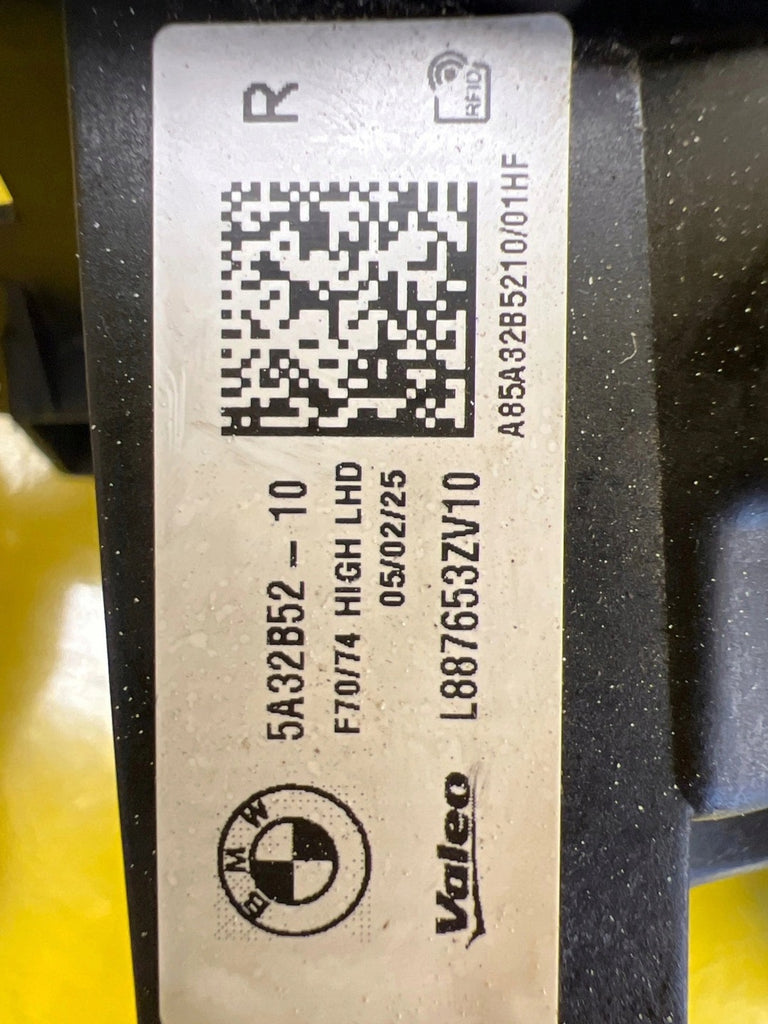 BMW
5A32B52 – 10
F70/74 HIGH LHD
05/02/25
Valeo
L887653ZV10
A85A32B5210/01HF
R
RFID